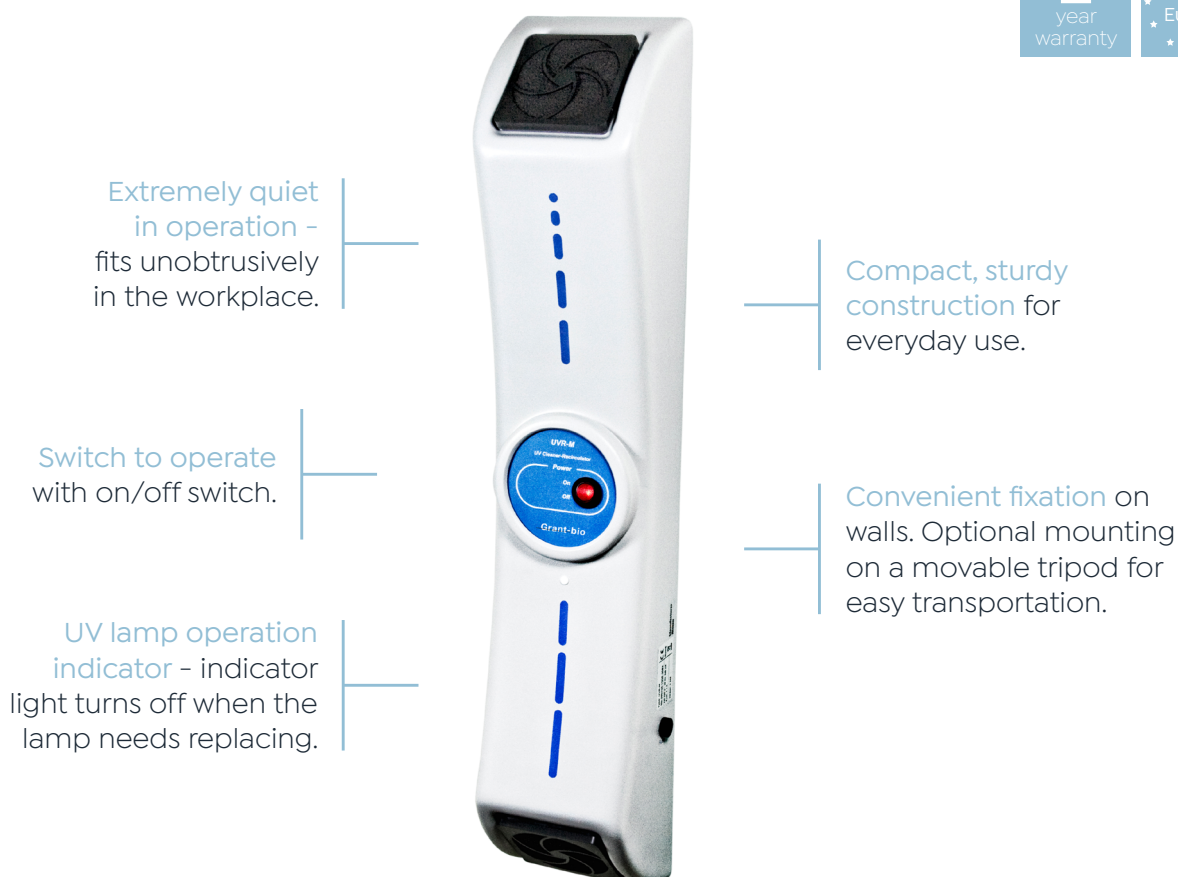 year
warranty
Extremely quiet
in operation -
fits unobtrusively
in the workplace.
Compact, sturdy
construction for
everyday use.
Switch to operate
with on/off switch.
UVR-M
UV Cleaner-Recirculator
Power
On
Off
Grant-bio
Convenient fixation on
walls. Optional mounting
on a movable tripod for
easy transportation.
UV lamp operation
indicator - indicator
light turns off when the
lamp needs replacing.